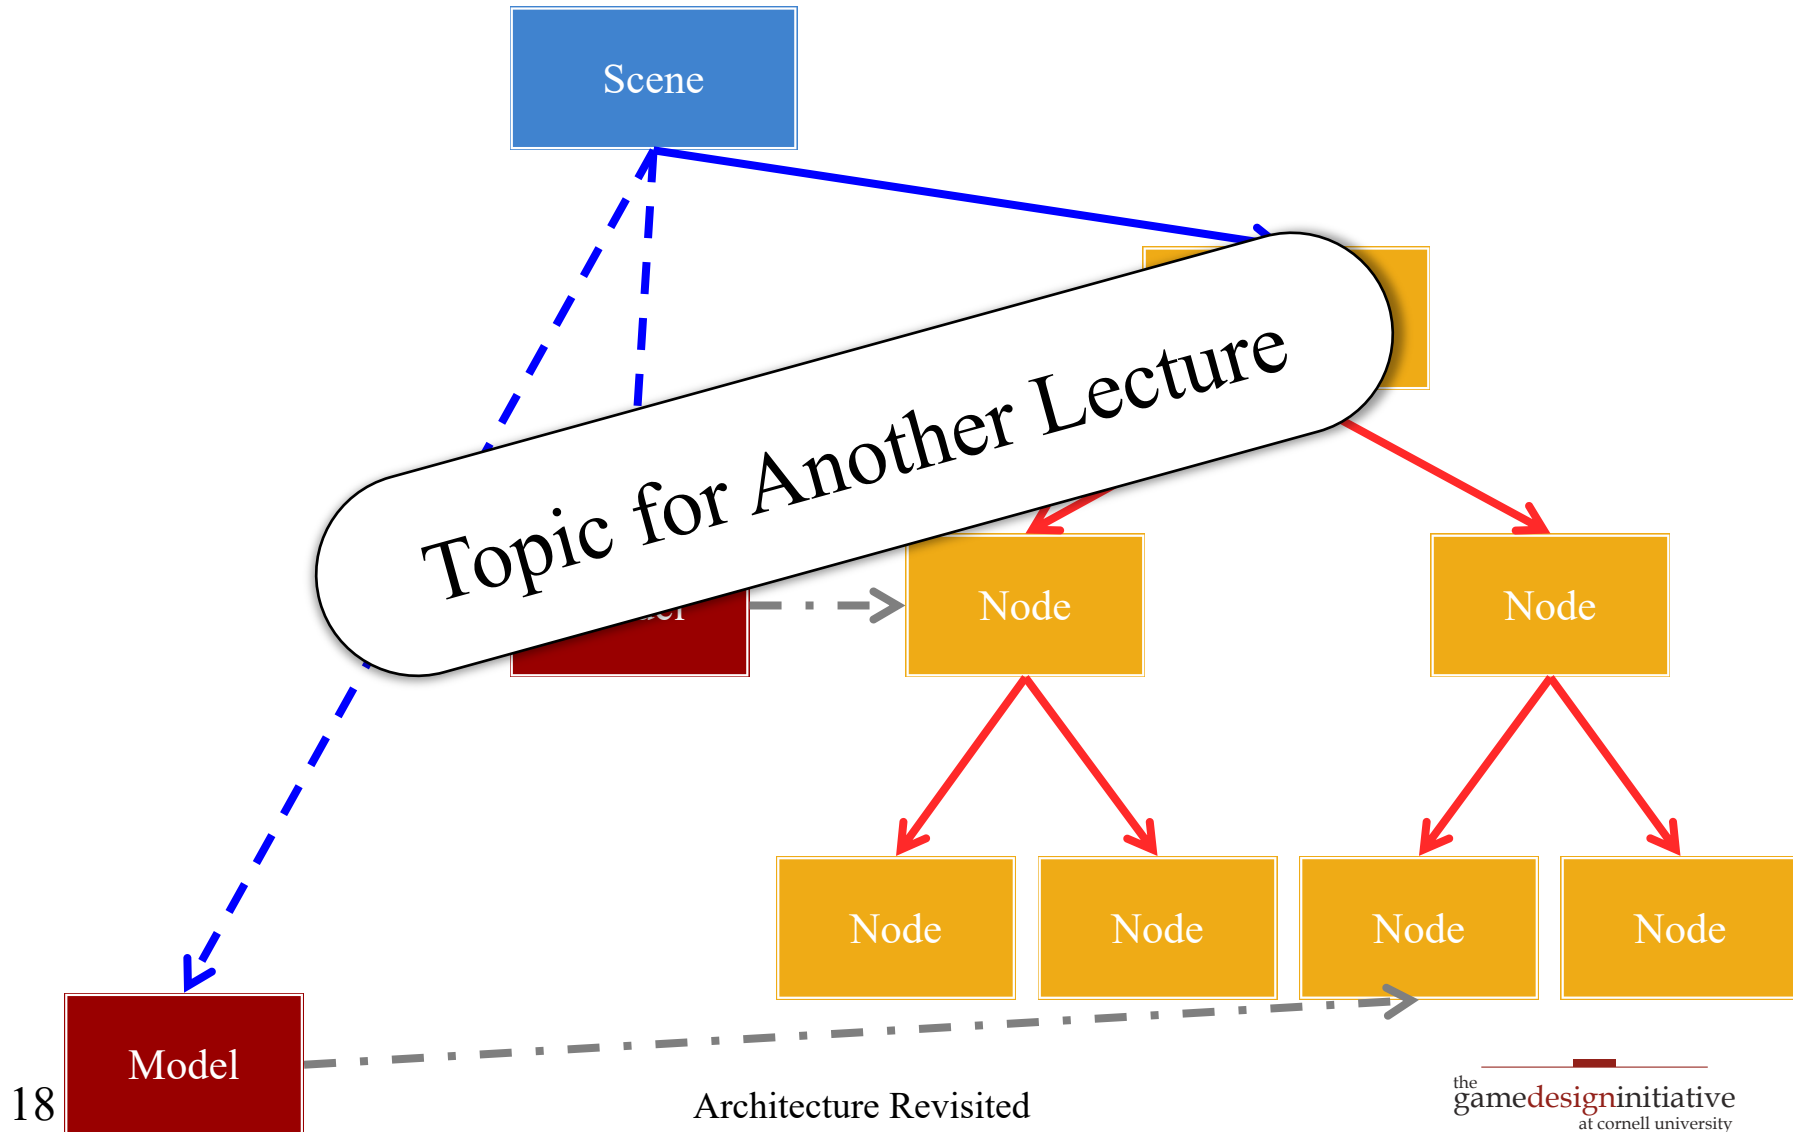 Scene
Topic for Another Lecture
Node
Node
Node
Node
Node
Node
Model
18
Architecture Revisited
the
gamedesigninitiative
at cornell university